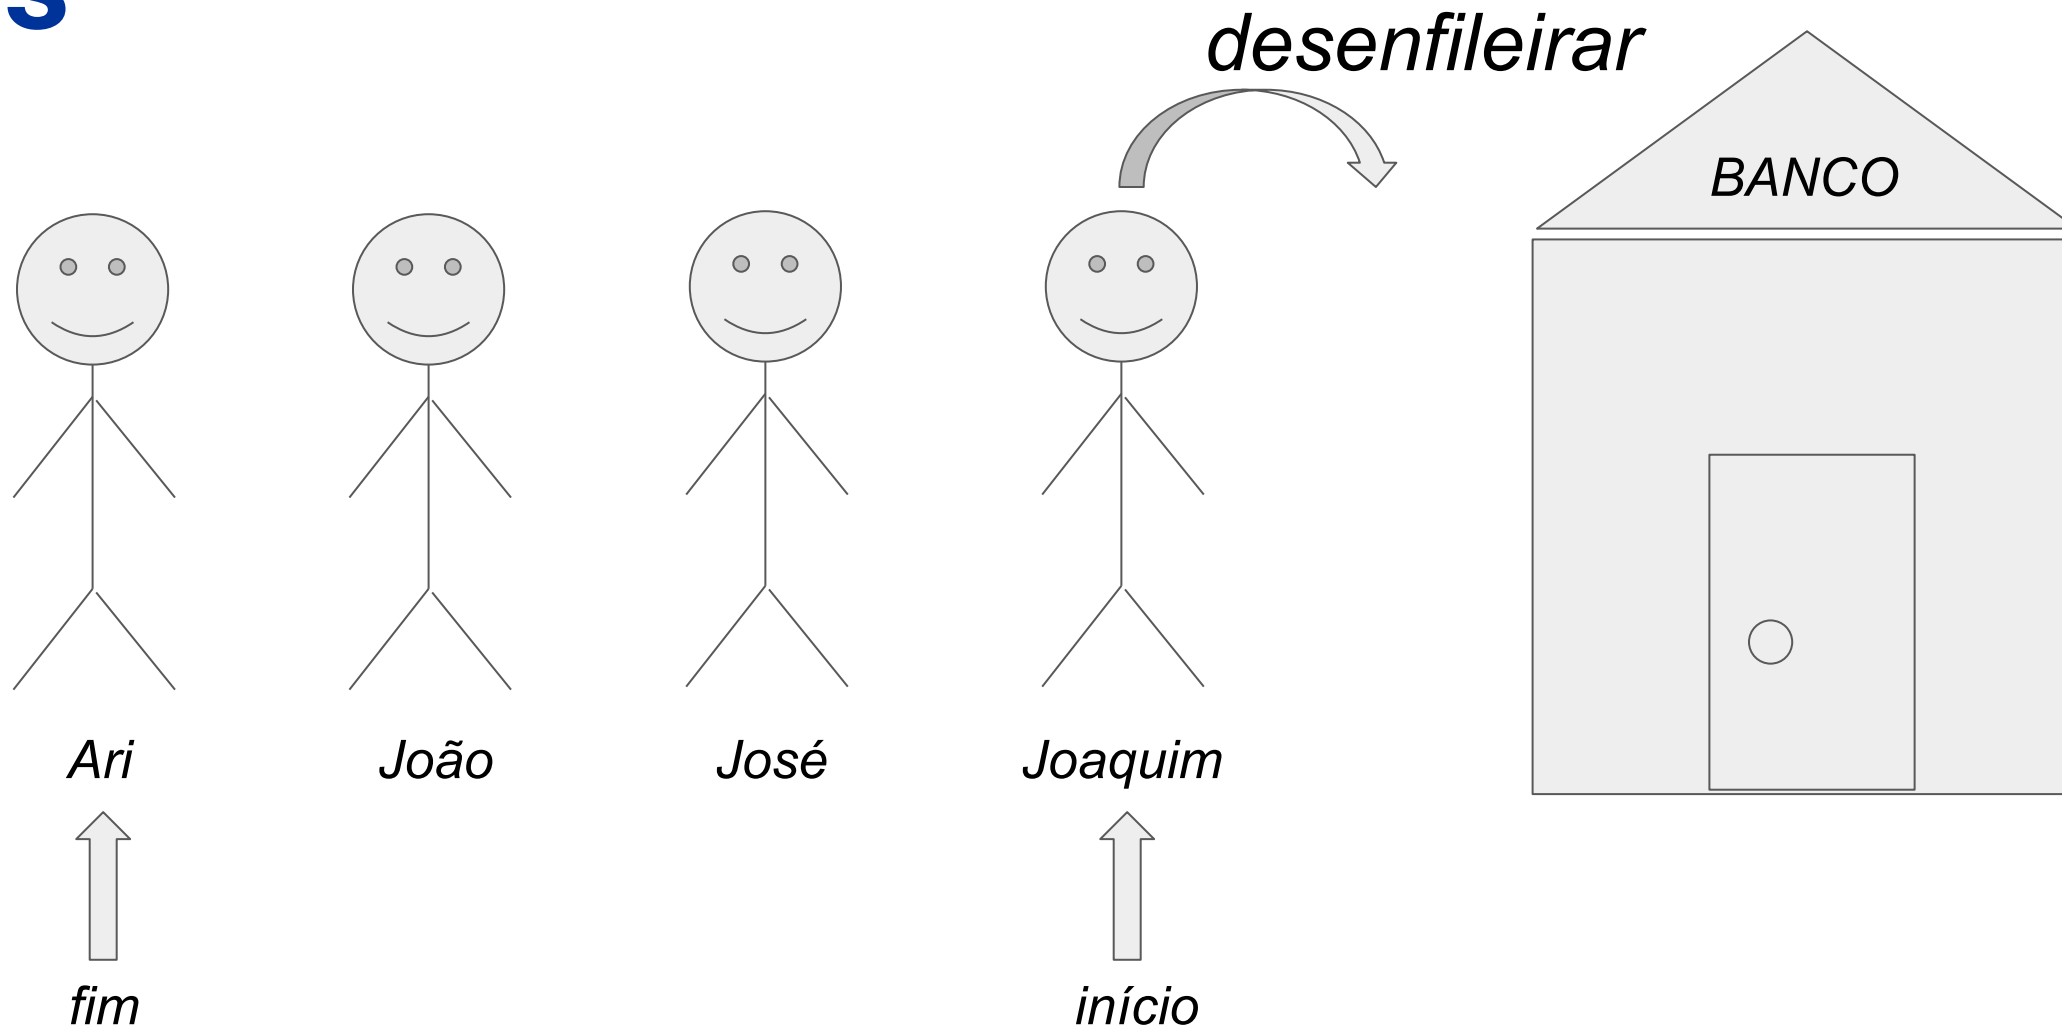 s
desenfileirar
BANCO
Ari João José Joaquim
fim início